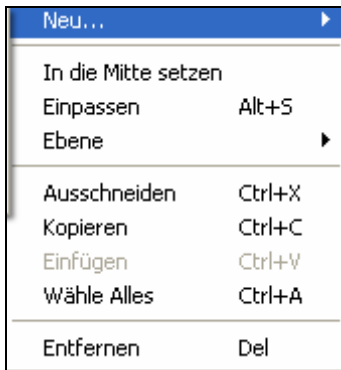 Neu...
In die Mitte setzen
Einpassen Alt+S
Ebene
Ausschneiden Ctrl+X
Kopieren Ctrl+C
Einfügen Ctrl+V
Wähle Alles Ctrl+A
Entfernen Del